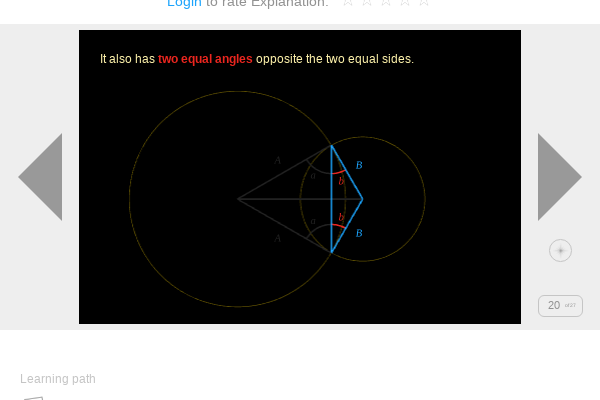 Login to rate Explanation:
It also has two equal angles opposite the two equal sides.
A
a
B
b
b
a
A
B
20 of 27
Learning path